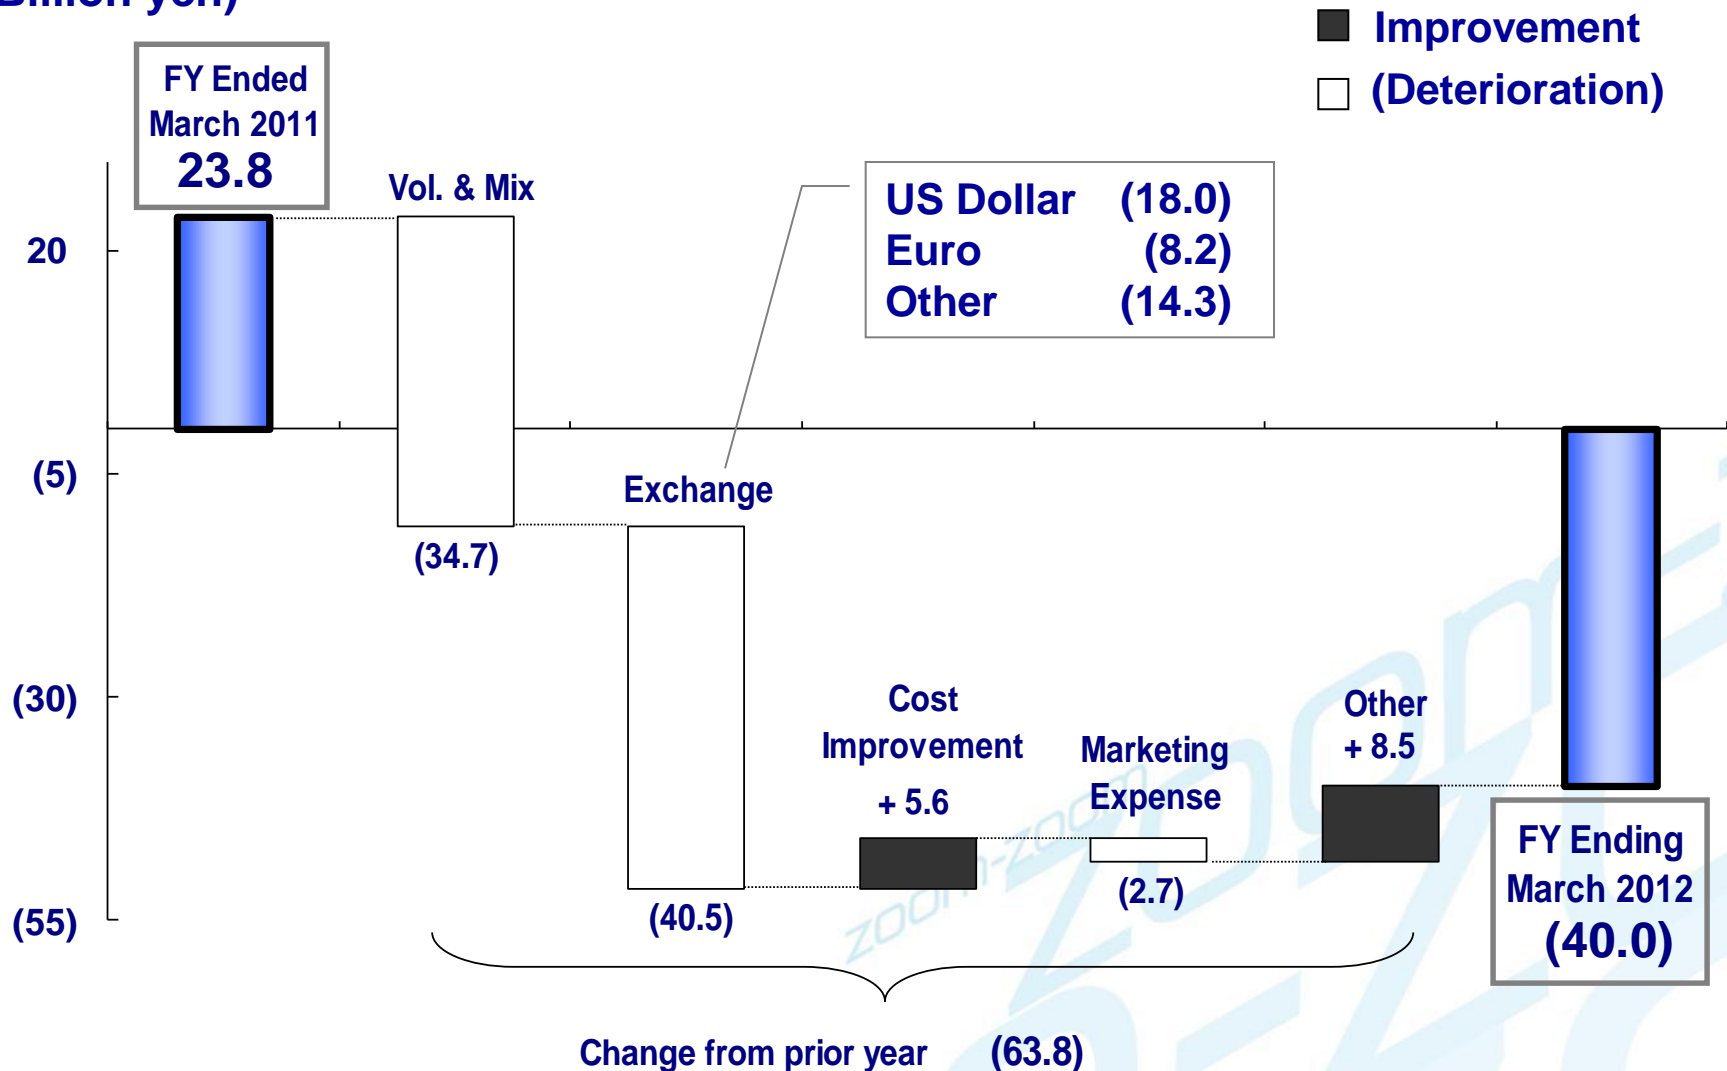 Billion yen)
Improvement
(Deterioration)
FY Ended
March 2011
23.8
Vol. & Mix
US Dollar (18.0)
Euro (8.2)
Other (14.3)
20
(5)
Exchange
(34.7)
(30)
Cost
Improvement
+ 5.6
Marketing
Expense
Other
+ 8.5
(55)
(40.5)
(2.7)
FY Ending
March 2012
(40.0)
zoom-zoom
Change from prior year (63.8)